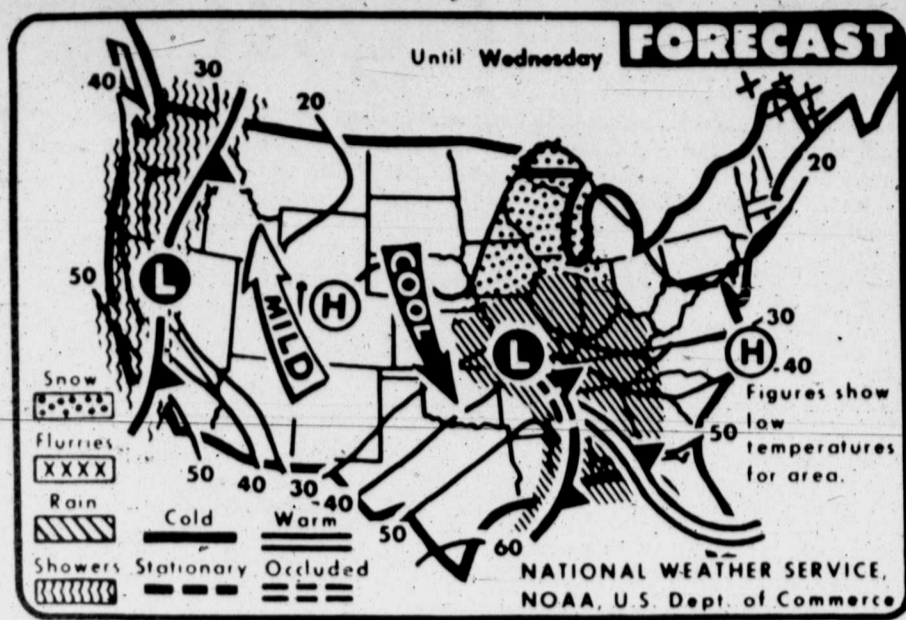 Until Wednesday FORECAST
40
30
20
20
50
L
MILD
H
COOL
L
30
H
40
Figures show
low
temperatures
for area.
50
50
40
30
40
50
60
Snow
Flurries
XXXX
Rain
Showers
Cold
Warm
Stationary
Occluded
NATIONAL WEATHER SERVICE,
NOAA, U.S. Dept. of Commerce